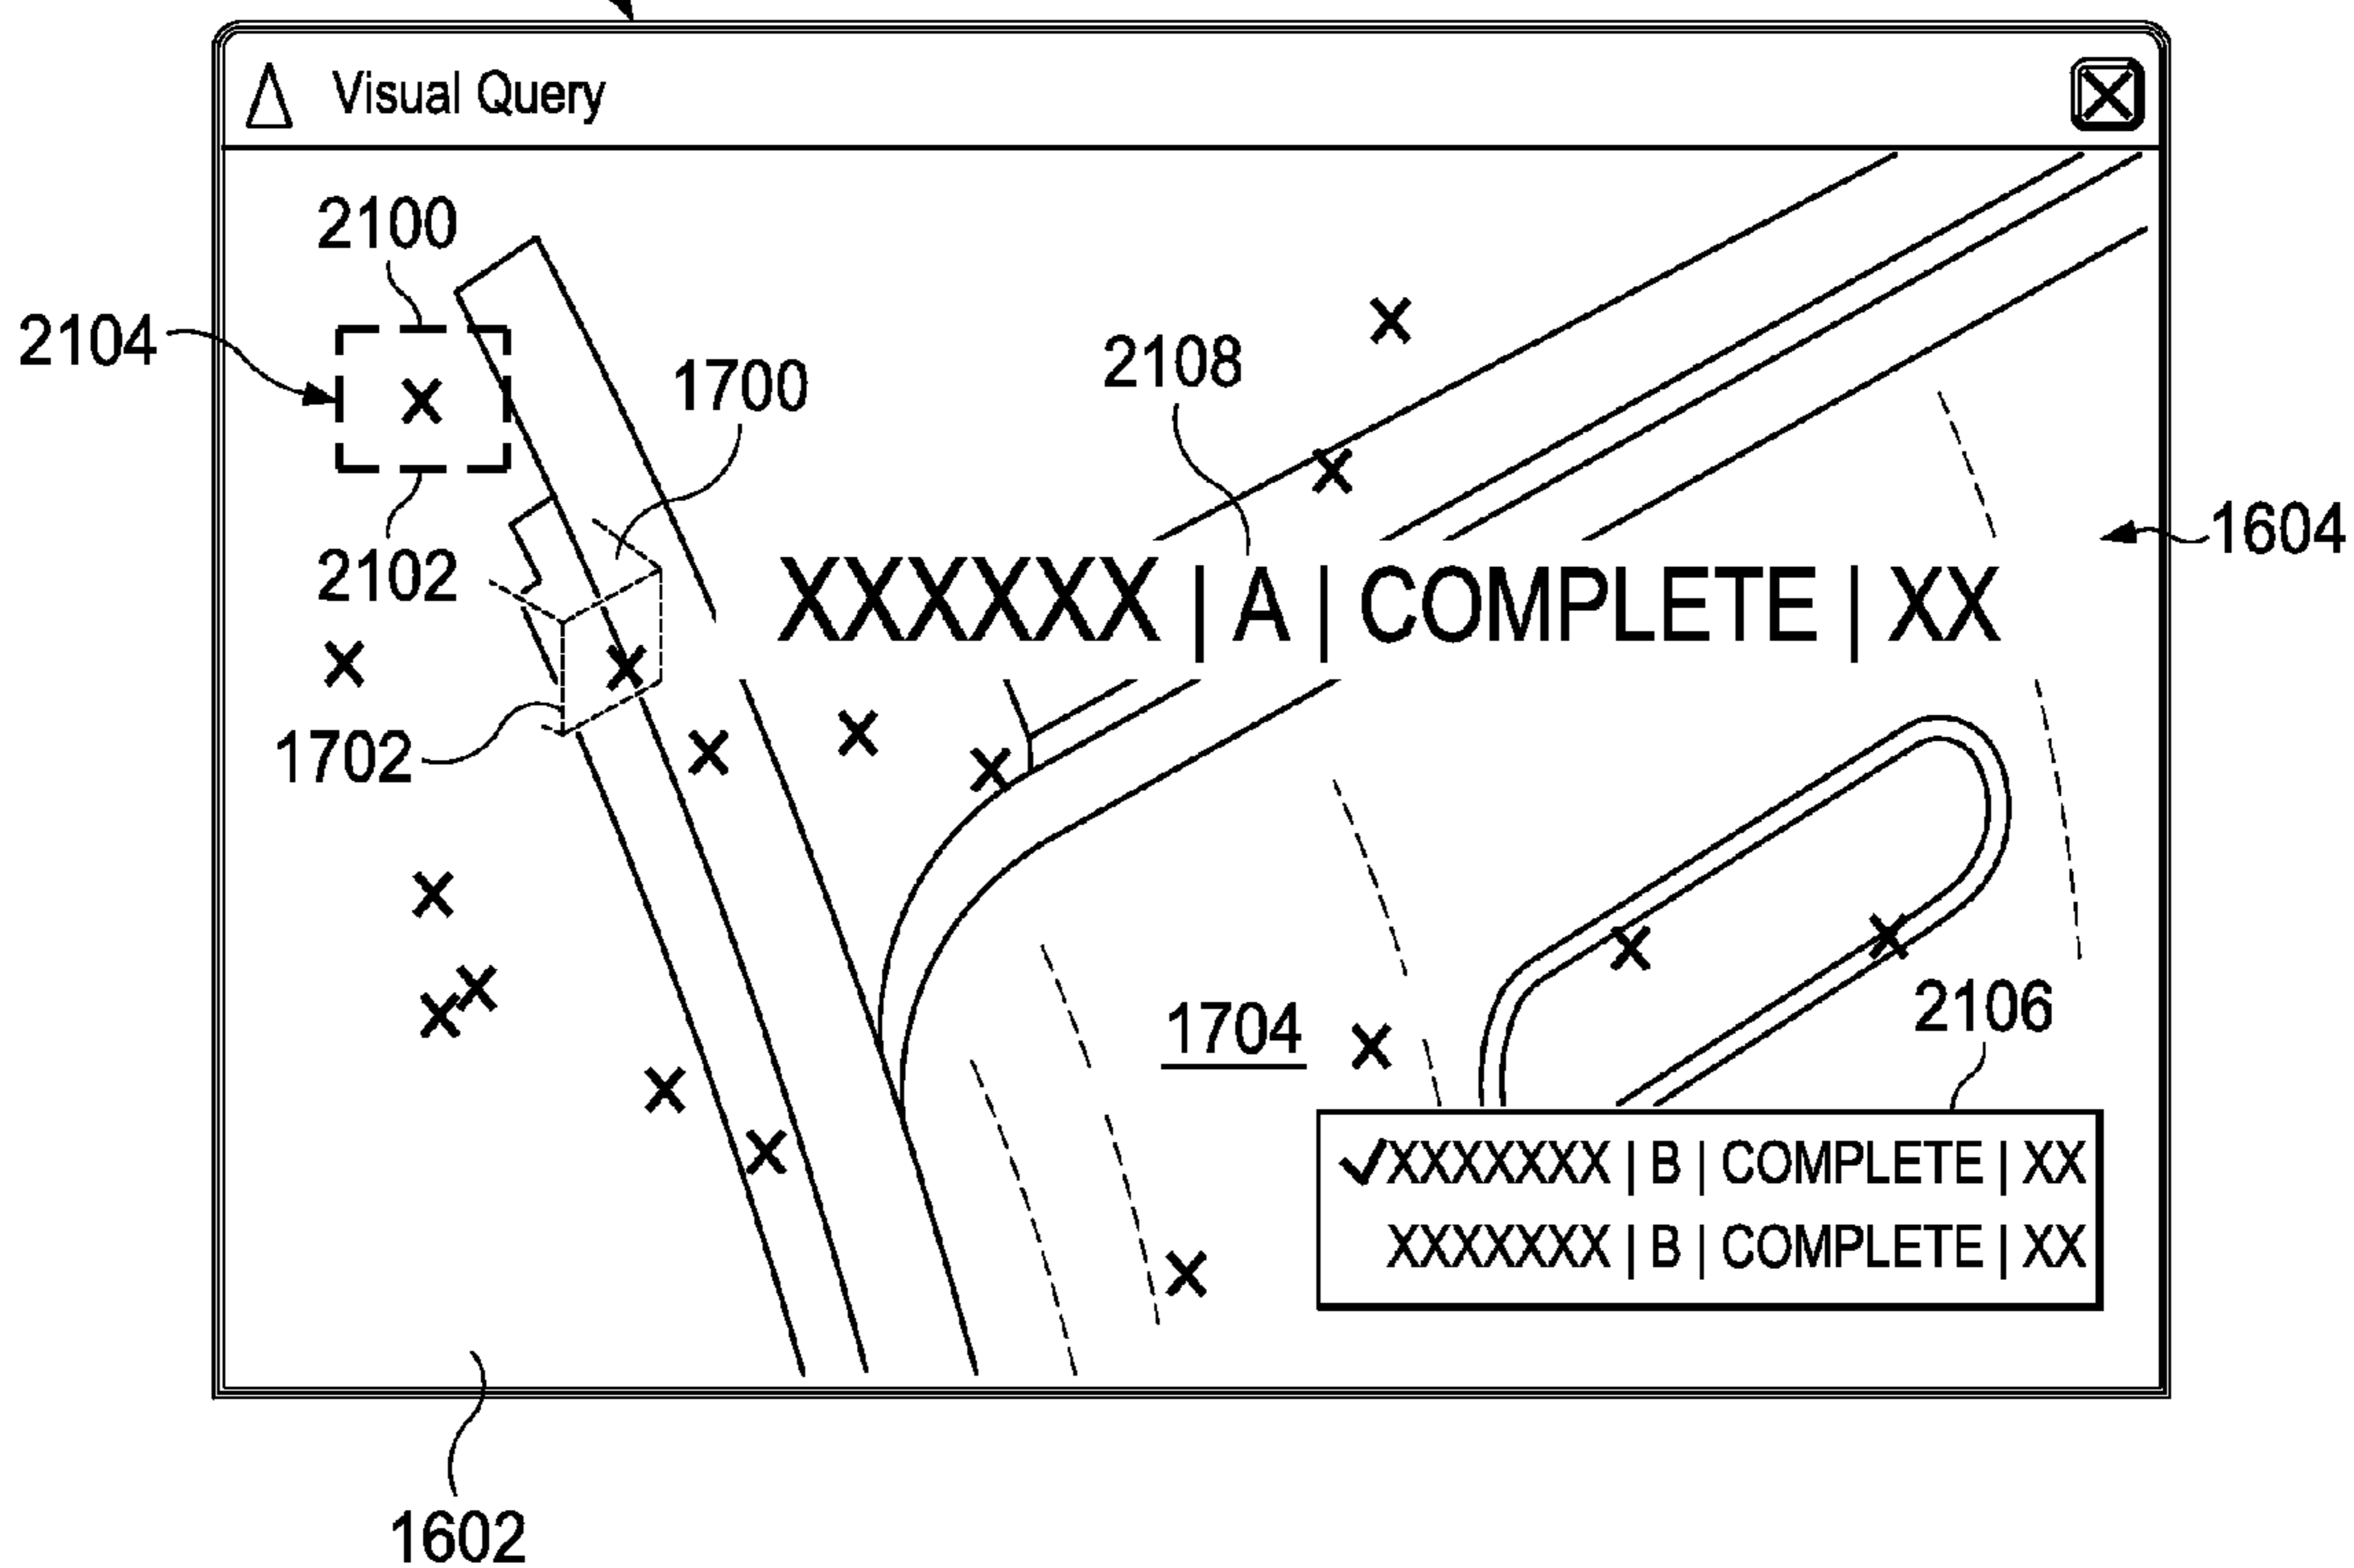 Visual Query
2100
2104
1700
2108
2102
1604
XXXXXX | A | COMPLETE | XX
1702
2106
1704
✓XXXXXXX | B | COMPLETE | XX
XXXXXXX | B | COMPLETE | XX
1602